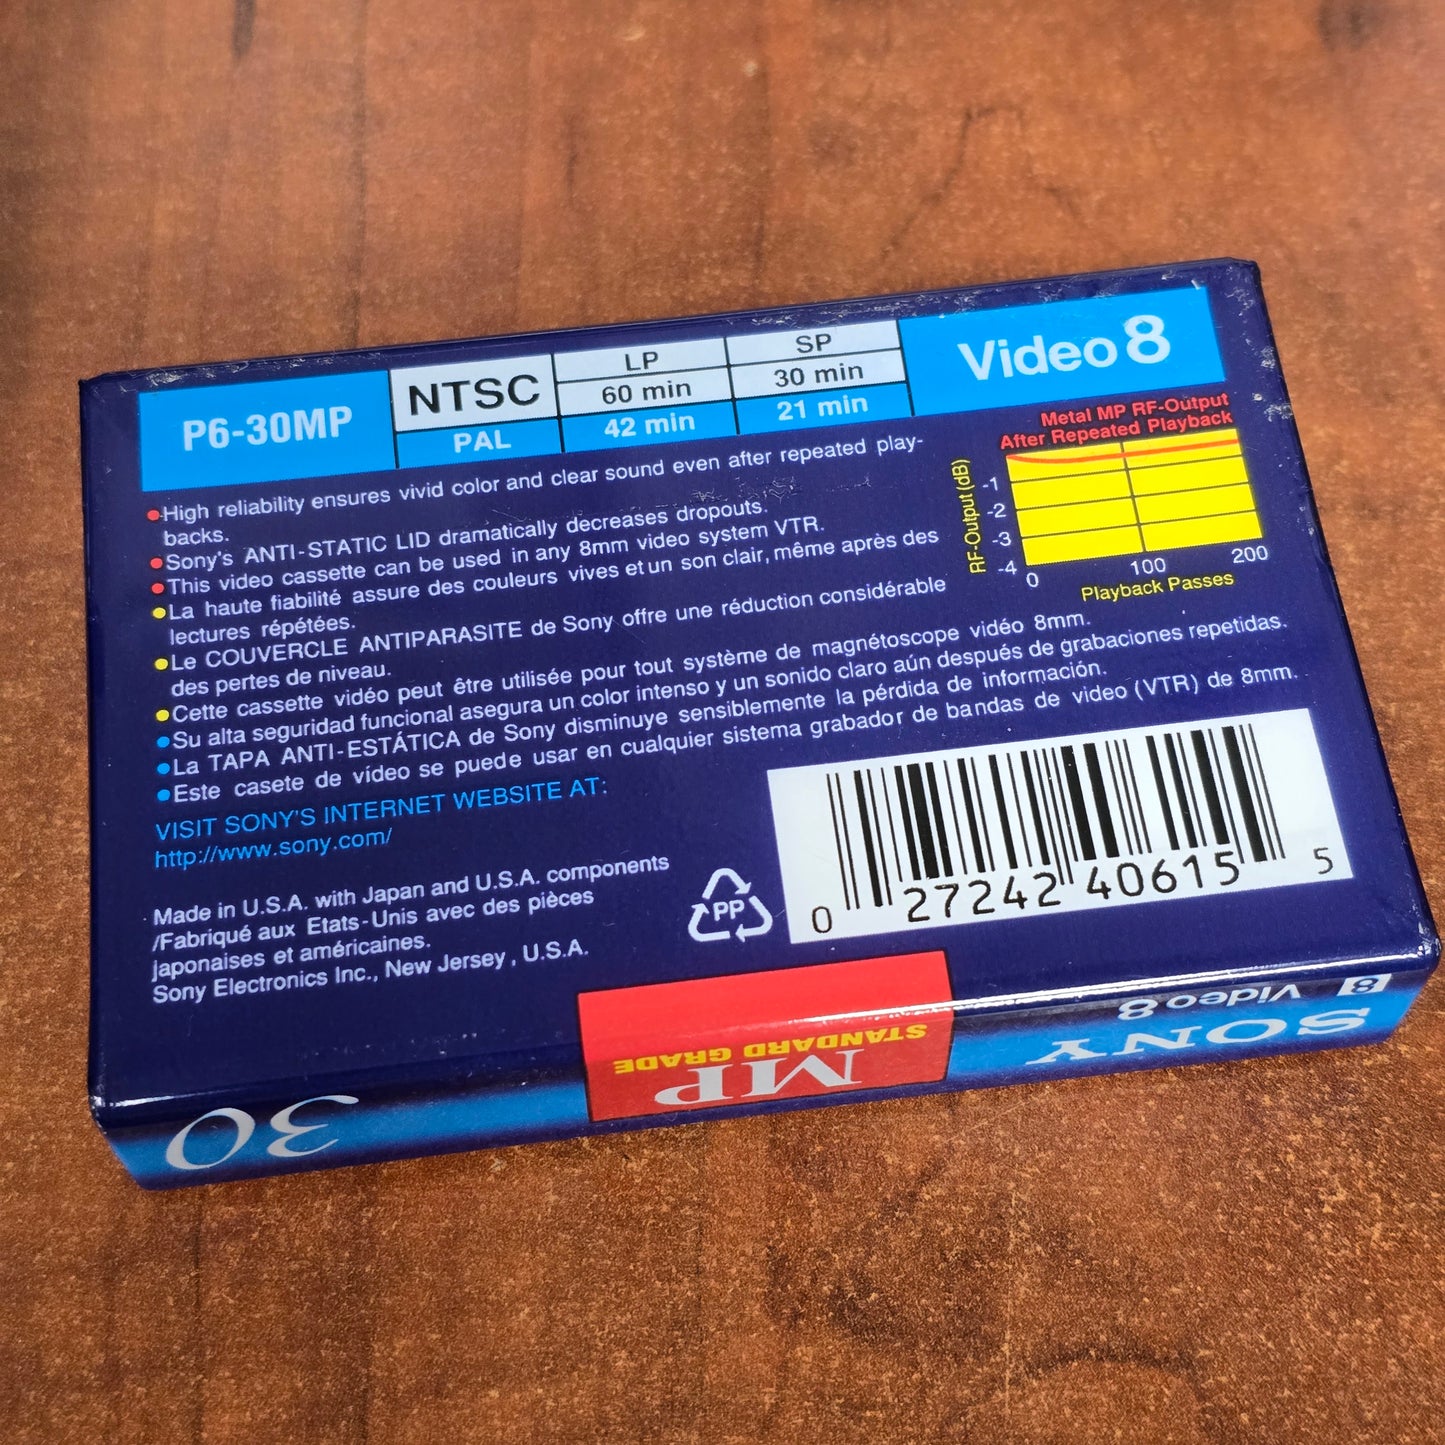 P6-30MP
NTSC LP SP
60 min 30 min
PAL 42 min 21 min
Video 8
Metal MP RF-Output
After Repeated Playback
RF-Output (dB)
-1
-2
-3
-4
0 100 200
Playback Passes
•High reliability ensures vivid color and clear sound even after repeated play-
backs.
•Sony's ANTI-STATIC LID dramatically decreases dropouts.
•This video cassette can be used in any 8mm video system VTR.
•La haute fiabilité assure des couleurs vives et un son clair, même après des
lectures répétées.
•Le COUVERCLE ANTIPARASITE de Sony offre une réduction considérable
des pertes de niveau.
•Cette cassette vidéo peut être utilisée pour tout système de magnétoscope vidéo 8mm.
•Su alta seguridad funcional asegura un color intenso y un sonido claro aún después de grabaciones repetidas.
•La TAPA ANTI-ESTÁTICA de Sony disminuye sensiblemente la pérdida de información.
•Este casete de vídeo se puede usar en cualquier sistema grabador de bandas de video (VTR) de 8mm.
VISIT SONY'S INTERNET WEBSITE AT:
http://www.sony.com/
Made in U.S.A. with Japan and U.S.A. components
/Fabriqué aux Etats-Unis avec des pièces
japonaises et américaines.
Sony Electronics Inc., New Jersey, U.S.A.
PP
0 27242 40615 5
8 Video 8
SONY
MP
STANDARD GRADE
30